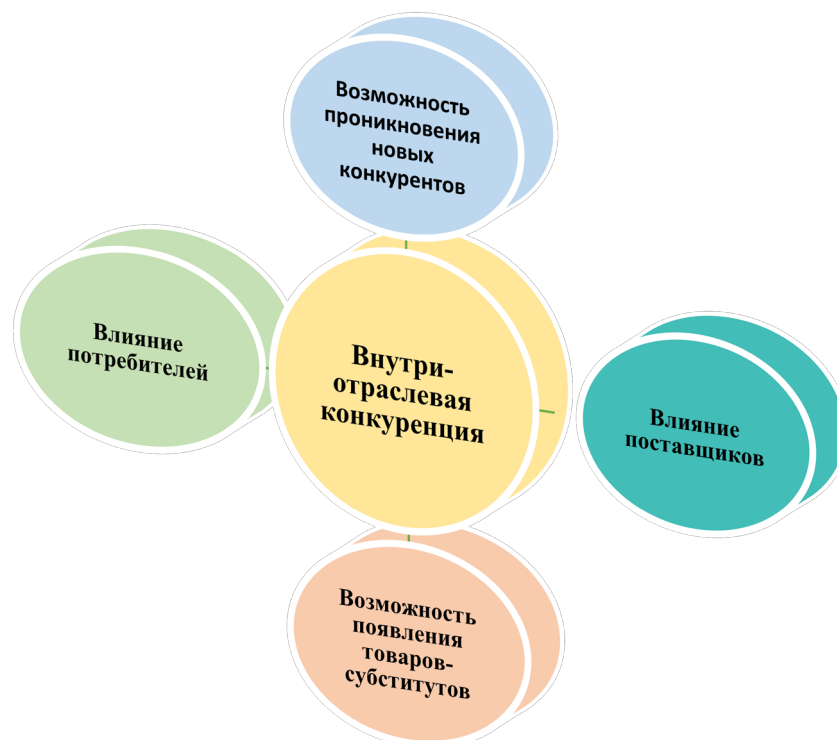 Возможность
проникновения
новых
конкурентов
Влияние
потребителей
Внутри-
отраслевая
конкуренция
Влияние
поставщиков
Возможность
появления
товаров-
субститутов